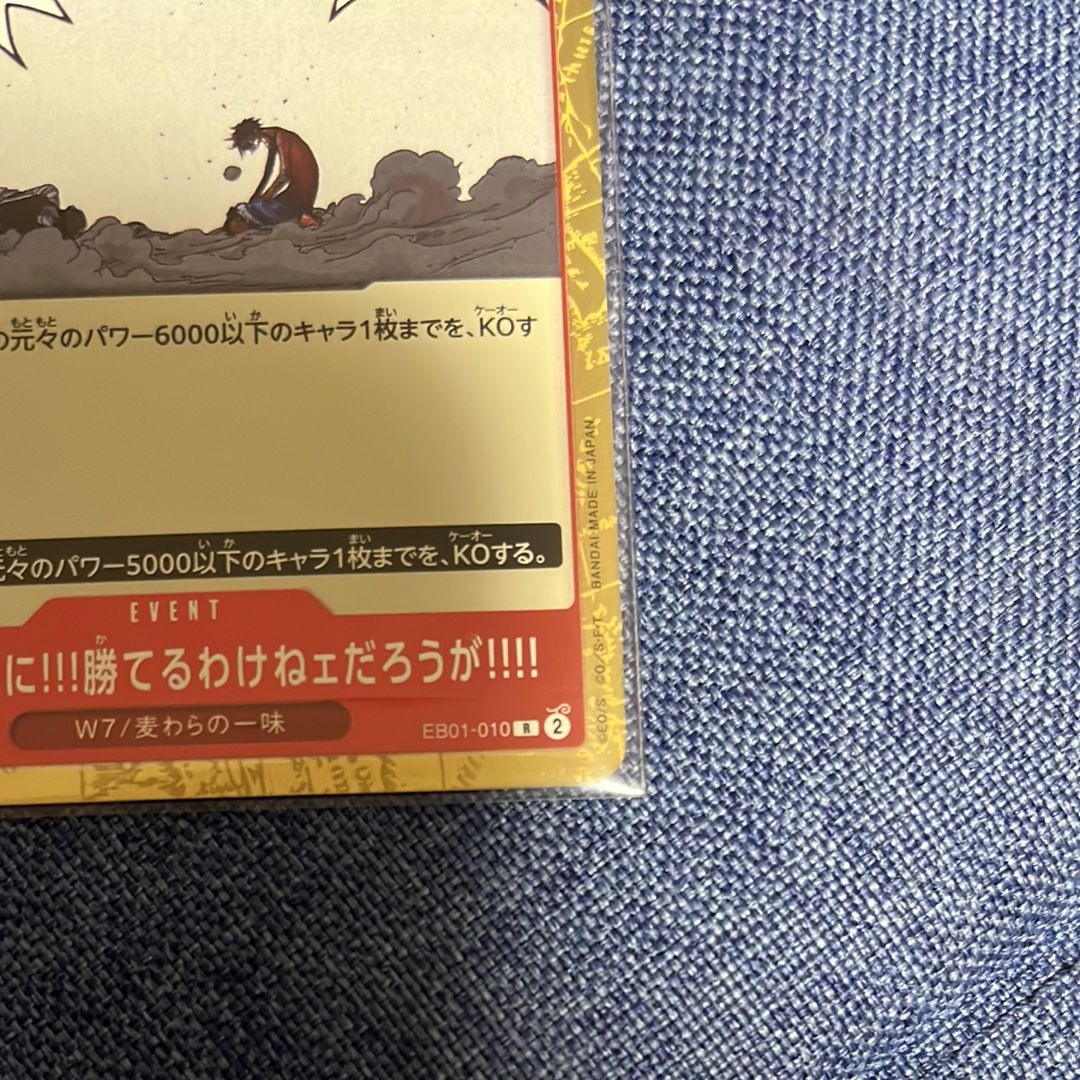 の元々のパワー6000以下のキャラ1枚までを、KOす
元々のパワー5000以下のキャラ1枚までを、KOする。
EVENT
に!!!勝てるわけねェだろうが!!!!
W7/麦わらの一味
EB01-010 R 2
©EO/S. ©O/S・F・T BANDAI MADE IN JAPAN